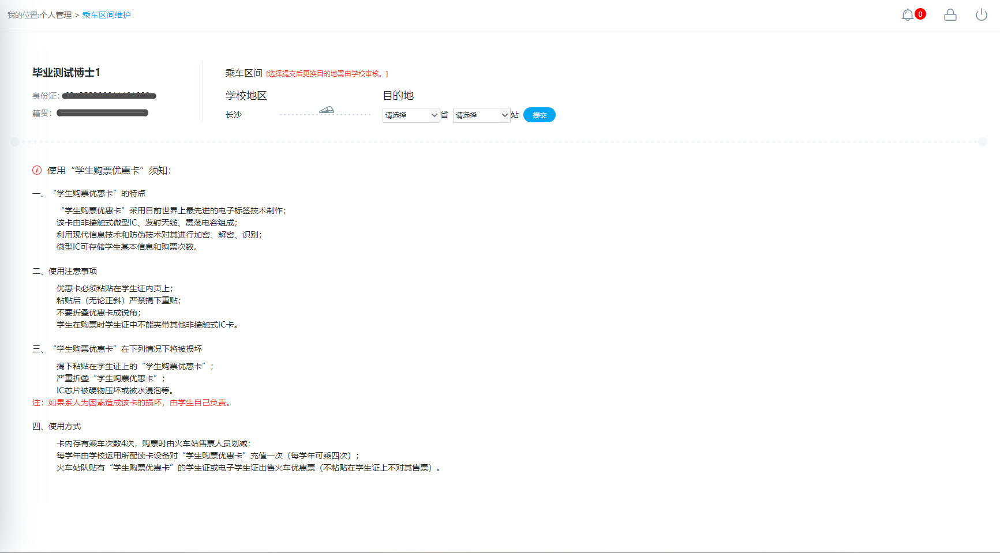 我的位置:个人管理 > 乘车区间维护
0
毕业测试博士1
身份证：
籍贯：
乘车区间 [选择提交后更换目的地需由学校审核。]
学校地区
目的地
长沙
请选择 省 请选择 站 提交
使用“学生购票优惠卡”须知：
一、“学生购票优惠卡”的特点
“学生购票优惠卡”采用目前世界上最先进的电子标签技术制作；
该卡由非接触式微型IC、发射天线、震荡电容组成；
利用现代信息技术和防伪技术对其进行加密、解密、识别；
微型IC可存储学生基本信息和购票次数。
二、使用注意事项
优惠卡必须粘贴在学生证内页上；
粘贴后（无论正斜）严禁揭下重贴；
不要折叠优惠卡成锐角；
学生在购票时学生证中不能夹带其他非接触式IC卡。
三、“学生购票优惠卡”在下列情况下将被损坏
揭下粘贴在学生证上的“学生购票优惠卡”；
严重折叠“学生购票优惠卡”；
IC芯片被硬物压坏或被水浸泡等。
注：如果系人为因素造成该卡的损坏，由学生自己负责。
四、使用方式
卡内存有乘车次数4次，购票时由火车站售票人员划减；
每学年由学校运用所配读卡设备对“学生购票优惠卡”充值一次（每学年可乘四次）；
火车站队贴有“学生购票优惠卡”的学生证或电子学生证出售火车优惠票（不粘贴在学生证上不对其售票）。